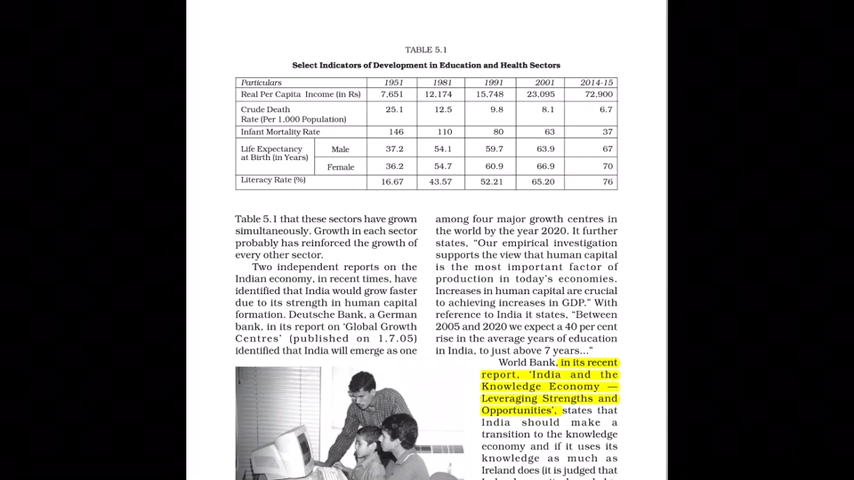 TABLE 5.1
Select Indicators of Development in Education and Health Sectors
Particulars 1951 1981 1991 2001 2014-15
Real Per Capita Income (in Rs) 7,651 12,174 15,748 23,095 72,900
Crude Death
Rate (Per 1,000 Population) 25.1 12.5 9.8 8.1 6.7
Infant Mortality Rate 146 110 80 63 37
Life Expectancy
at Birth (in Years) Male 37.2 54.1 59.7 63.9 67
Female 36.2 54.7 60.9 66.9 70
Literacy Rate (%) 16.67 43.57 52.21 65.20 76
Table 5.1 that these sectors have grown
simultaneously. Growth in each sector
probably has reinforced the growth of
every other sector.
Two independent reports on the
Indian economy, in recent times, have
identified that India would grow faster
due to its strength in human capital
formation. Deutsche Bank, a German
bank, in its report on ‘Global Growth
Centres’ (published on 1.7.05)
identified that India will emerge as one
among four major growth centres in
the world by the year 2020. It further
states, “Our empirical investigation
supports the view that human capital
is the most important factor of
production in today’s economies.
Increases in human capital are crucial
to achieving increases in GDP.” With
reference to India it states, “Between
2005 and 2020 we expect a 40 per cent
rise in the average years of education
in India, to just above 7 years...”
World Bank, in its recent
report, ‘India and the
Knowledge Economy —
Leveraging Strengths and
Opportunities’, states that
India should make a
transition to the knowledge
economy and if it uses its
knowledge as much as
Ireland does (it is judged that